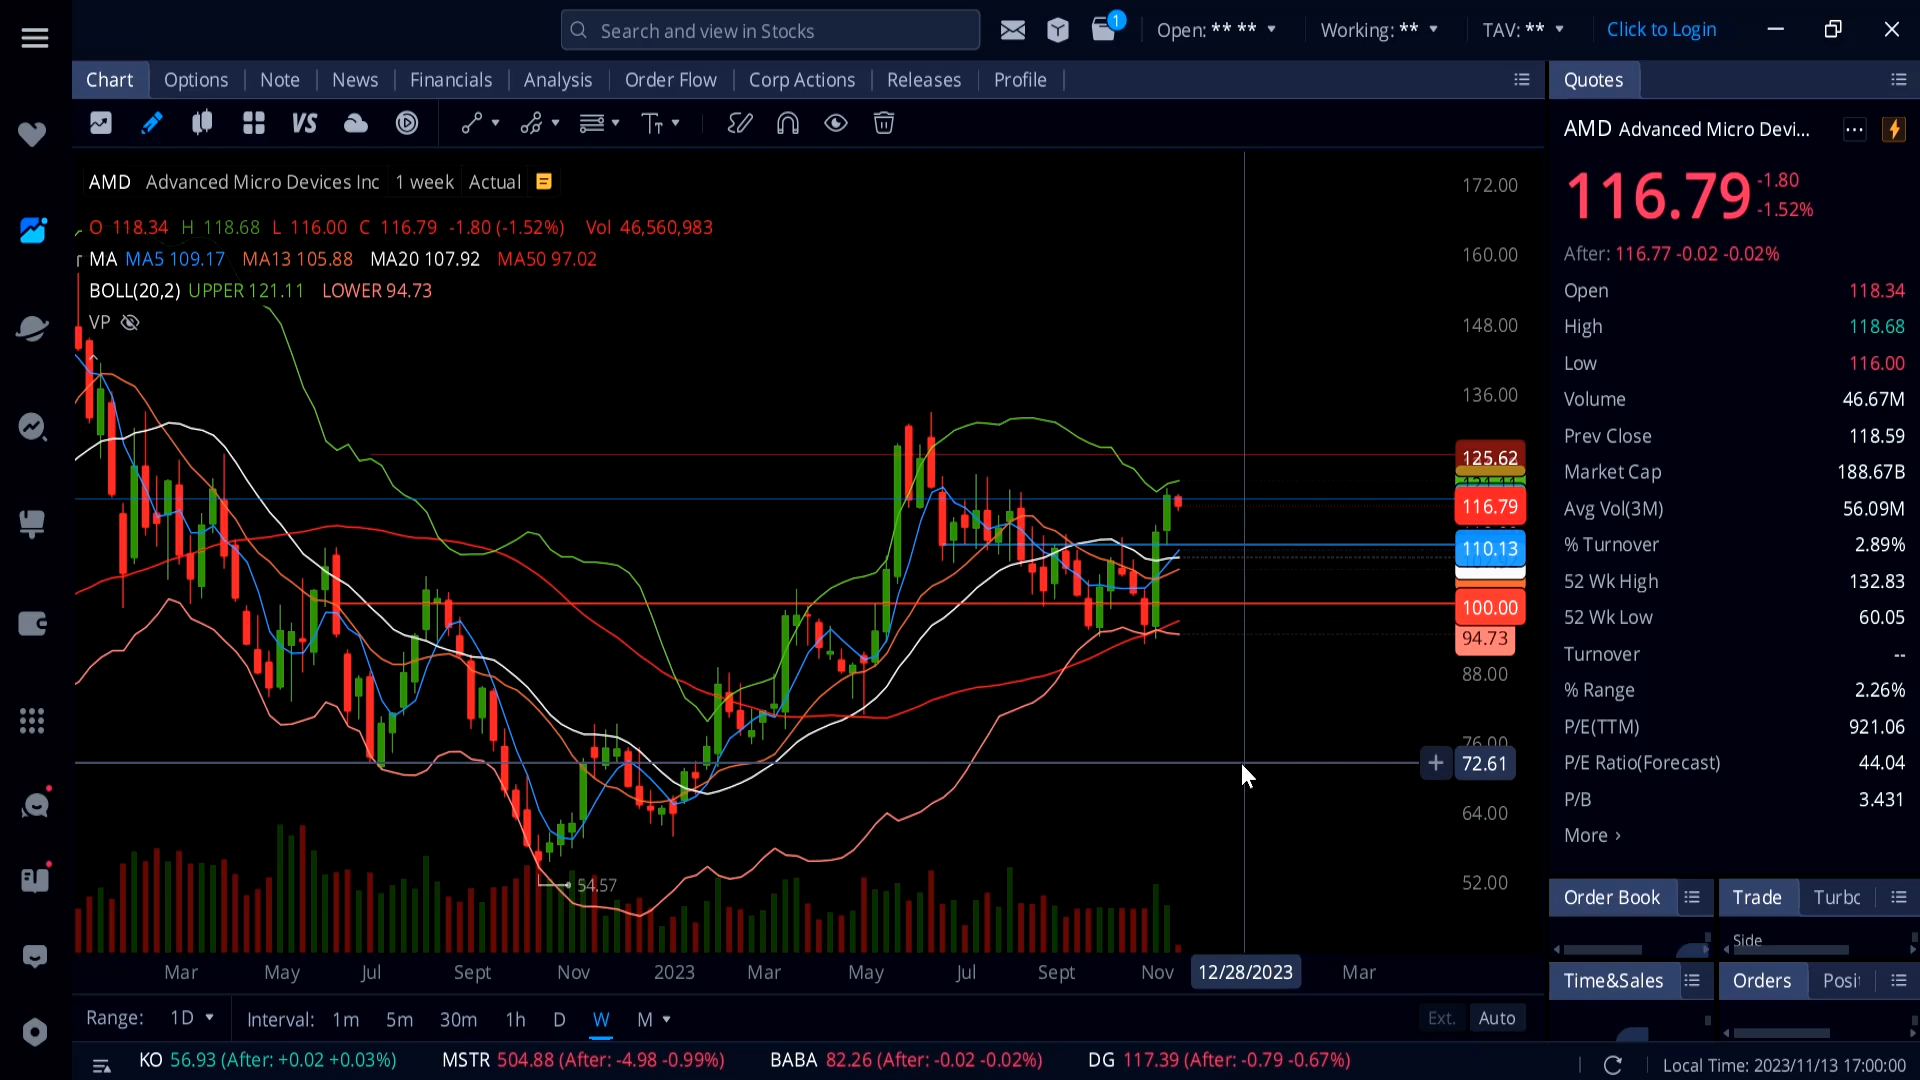 Search and view in Stocks
1
Open: ** **
Working: **
TAV: **
Click to Login
Chart
Options
Note
News
Financials
Analysis
Order Flow
Corp Actions
Releases
Profile
Quotes
VS
AMD Advanced Micro Devices Inc 1 week Actual
O 118.34 H 118.68 L 116.00 C 116.79 -1.80 (-1.52%) Vol 46,560,983
MA MA5 109.17 MA13 105.88 MA20 107.92 MA50 97.02
BOLL(20,2) UPPER 121.11 LOWER 94.73
VP
172.00
160.00
148.00
136.00
125.62
116.79
110.13
100.00
94.73
88.00
76.00
72.61
64.00
52.00
54.57
Mar
May
Jul
Sept
Nov
2023
Mar
May
Jul
Sept
Nov
12/28/2023
Mar
Range: 1D
Interval: 1m 5m 30m 1h D W M
Ext.
Auto
AMD Advanced Micro Devi...
116.79
-1.80
-1.52%
After: 116.77 -0.02 -0.02%
Open 118.34
High 118.68
Low 116.00
Volume 46.67M
Prev Close 118.59
Market Cap 188.67B
Avg Vol(3M) 56.09M
% Turnover 2.89%
52 Wk High 132.83
52 Wk Low 60.05
Turnover --
% Range 2.26%
P/E(TTM) 921.06
P/E Ratio(Forecast) 44.04
P/B 3.431
More ›
Order Book
Trade
Turbo
Side
Time&Sales
Orders
Posi
KO 56.93 (After: +0.02 +0.03%)
MSTR 504.88 (After: -4.98 -0.99%)
BABA 82.26 (After: -0.02 -0.02%)
DG 117.39 (After: -0.79 -0.67%)
Local Time: 2023/11/13 17:00:00